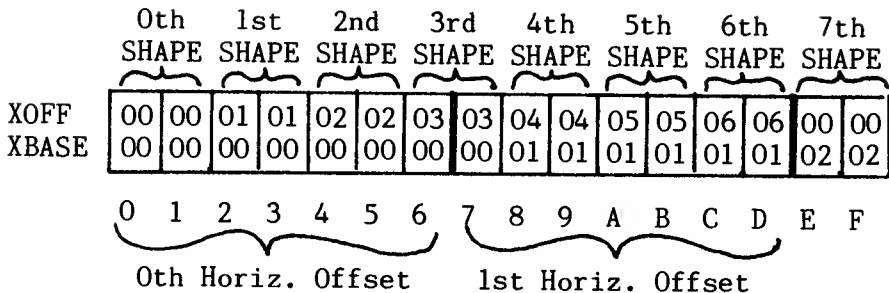 0th 1st 2nd 3rd 4th 5th 6th 7th
SHAPE SHAPE SHAPE SHAPE SHAPE SHAPE SHAPE SHAPE
XOFF 00 00 01 01 02 02 03 03 04 04 05 05 06 06 00 00
XBASE 00 00 00 00 00 00 00 00 01 01 01 01 01 01 02 02
0 1 2 3 4 5 6 7 8 9 A B C D E F
0th Horiz. Offset 1st Horiz. Offset